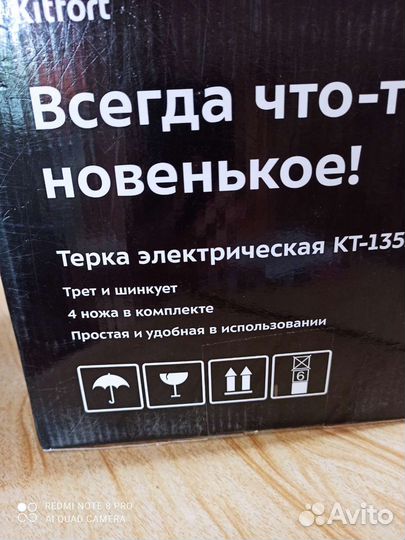 Kitfort
Всегда что-т
новенькое!
Терка электрическая KT-135
Трет и шинкует
4 ножа в комплекте
Простая и удобная в использовании
6
REDMI NOTE 8 PRO
AI QUAD CAMERA
Avito